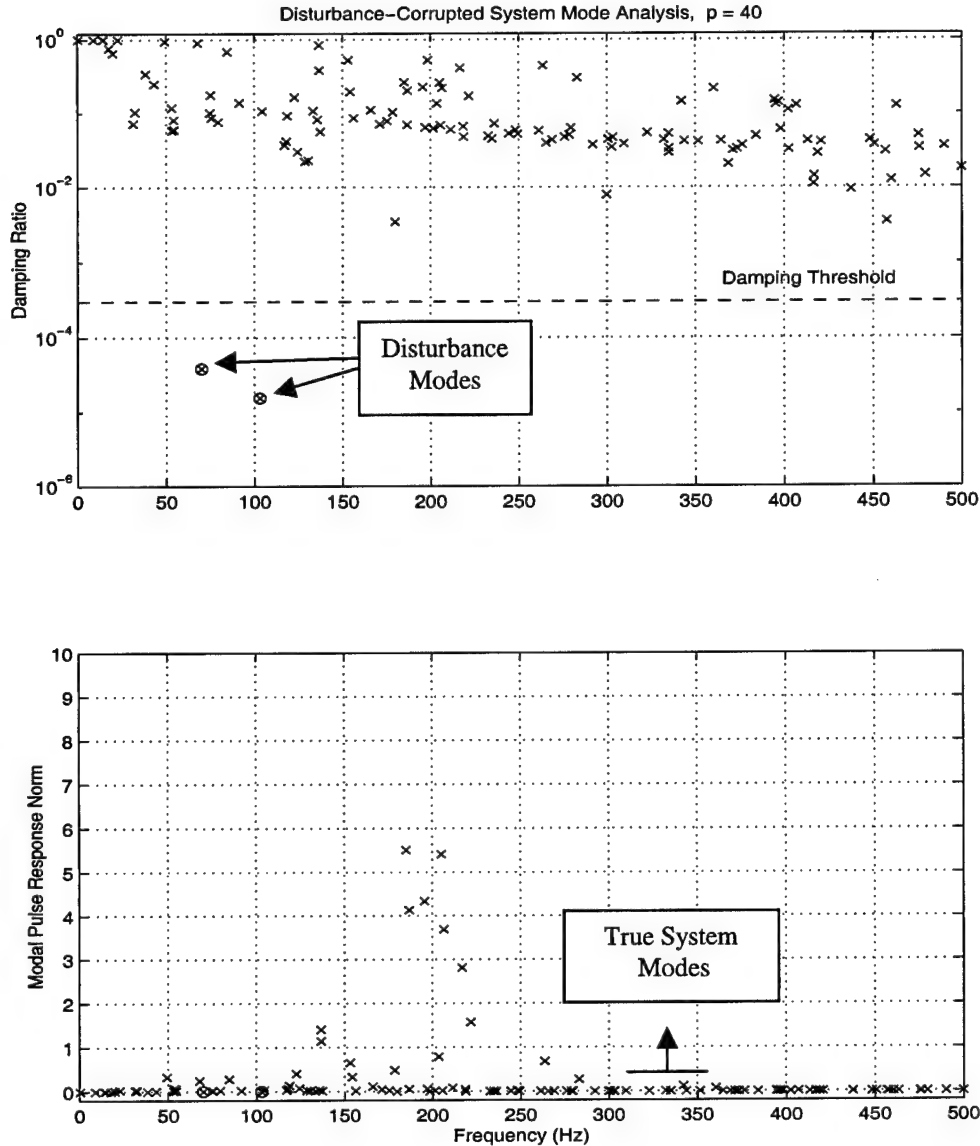 Disturbance-Corrupted System Mode Analysis, p = 40
10^0
10^-2
10^-4
10^-6
Damping Ratio
Damping Threshold
Disturbance
Modes
0 50 100 150 200 250 300 350 400 450 500
10
9
8
7
6
5
4
3
2
1
0
Modal Pulse Response Norm
True System
Modes
0 50 100 150 200 250 300 350 400 450 500
Frequency (Hz)